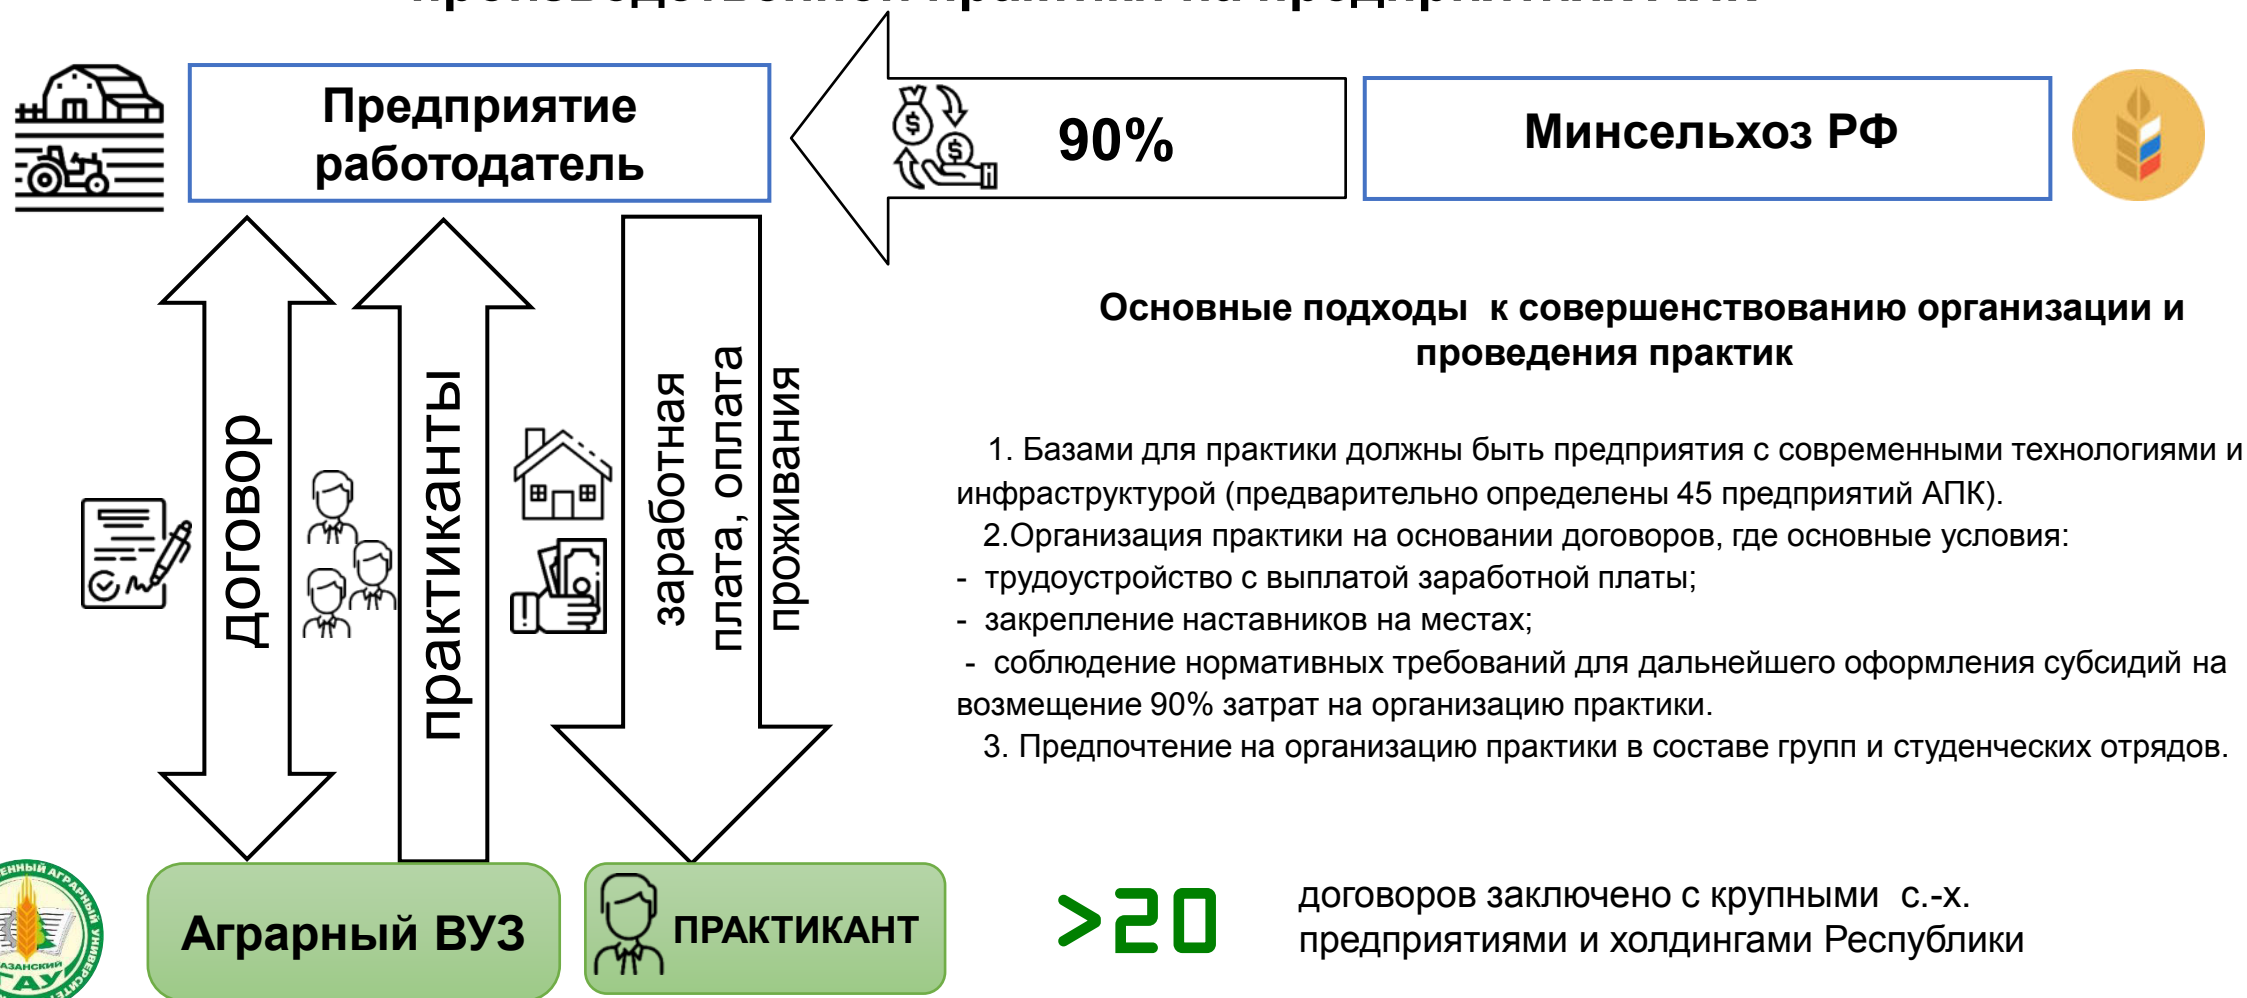 Предприятие
работодатель
90%
Минсельхоз РФ
договор
практиканты
заработная
плата, оплата
проживания
Основные подходы к совершенствованию организации и
проведения практик
1. Базами для практики должны быть предприятия с современными технологиями и
инфраструктурой (предварительно определены 45 предприятий АПК).
2.Организация практики на основании договоров, где основные условия:
- трудоустройство с выплатой заработной платы;
- закрепление наставников на местах;
- соблюдение нормативных требований для дальнейшего оформления субсидий на
возмещение 90% затрат на организацию практики.
3. Предпочтение на организацию практики в составе групп и студенческих отрядов.
Аграрный ВУЗ
ПРАКТИКАНТ
>20
договоров заключено с крупными с.-х.
предприятиями и холдингами Республики